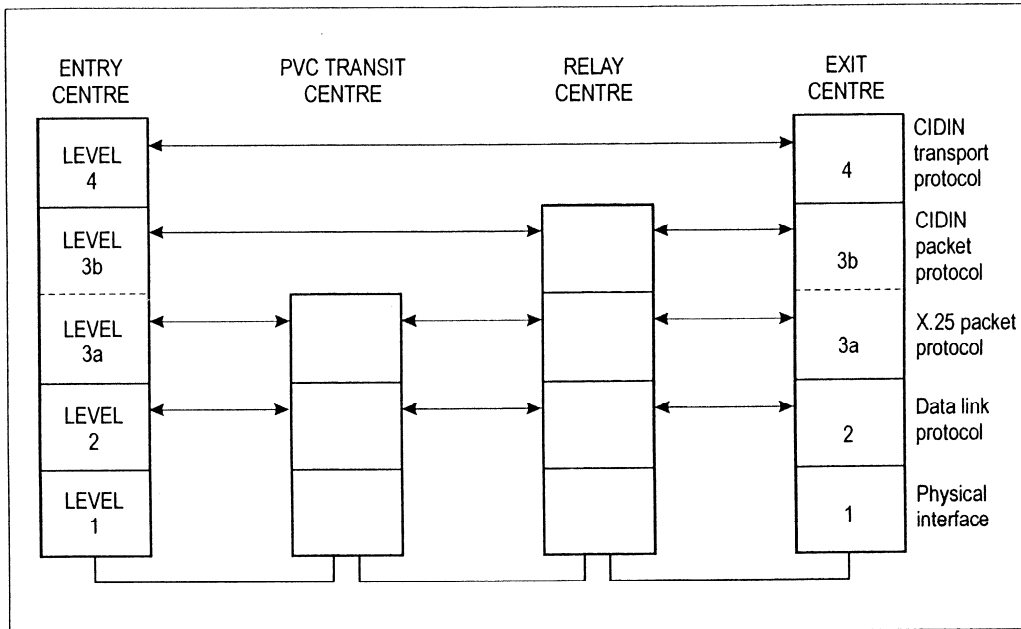 ENTRY
CENTRE
PVC TRANSIT
CENTRE
RELAY
CENTRE
EXIT
CENTRE
LEVEL
4
4
CIDIN
transport
protocol
LEVEL
3b
3b
CIDIN
packet
protocol
LEVEL
3a
3a
X.25 packet
protocol
LEVEL
2
2
Data link
protocol
LEVEL
1
1
Physical
interface